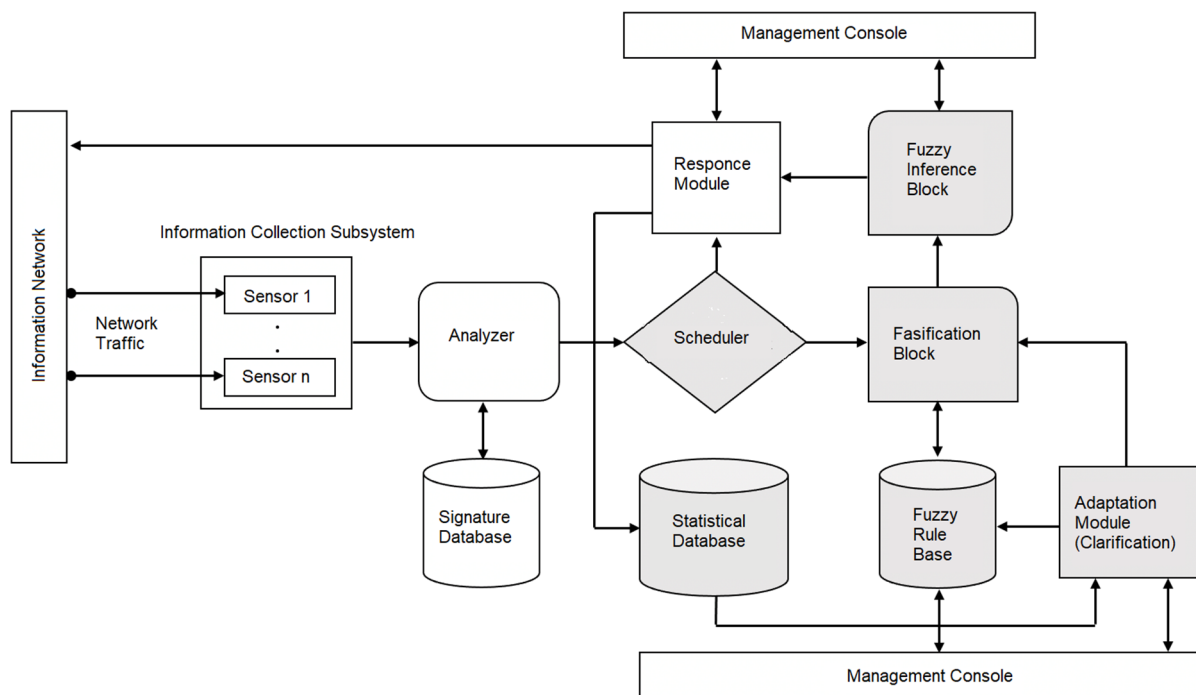 Management Console
Information Network
Responce
Module
Fuzzy
Inference
Block
Information Collection Subsystem
Sensor 1
.
.
Sensor n
Network
Traffic
Analyzer
Scheduler
Fasification
Block
Signature
Database
Statistical
Database
Fuzzy
Rule
Base
Adaptation
Module
(Clarification)
Management Console